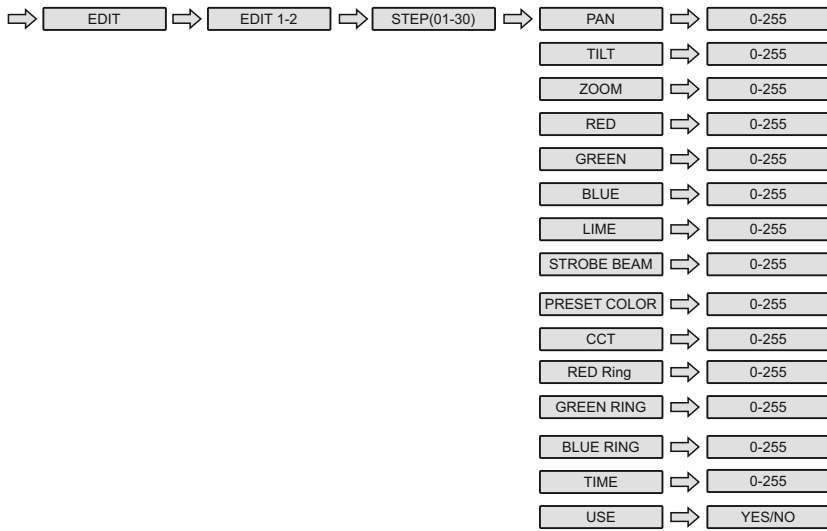 EDIT EDIT 1-2 STEP(01-30) PAN 0-255
TILT 0-255
ZOOM 0-255
RED 0-255
GREEN 0-255
BLUE 0-255
LIME 0-255
STROBE BEAM 0-255
PRESET COLOR 0-255
CCT 0-255
RED Ring 0-255
GREEN RING 0-255
BLUE RING 0-255
TIME 0-255
USE YES/NO